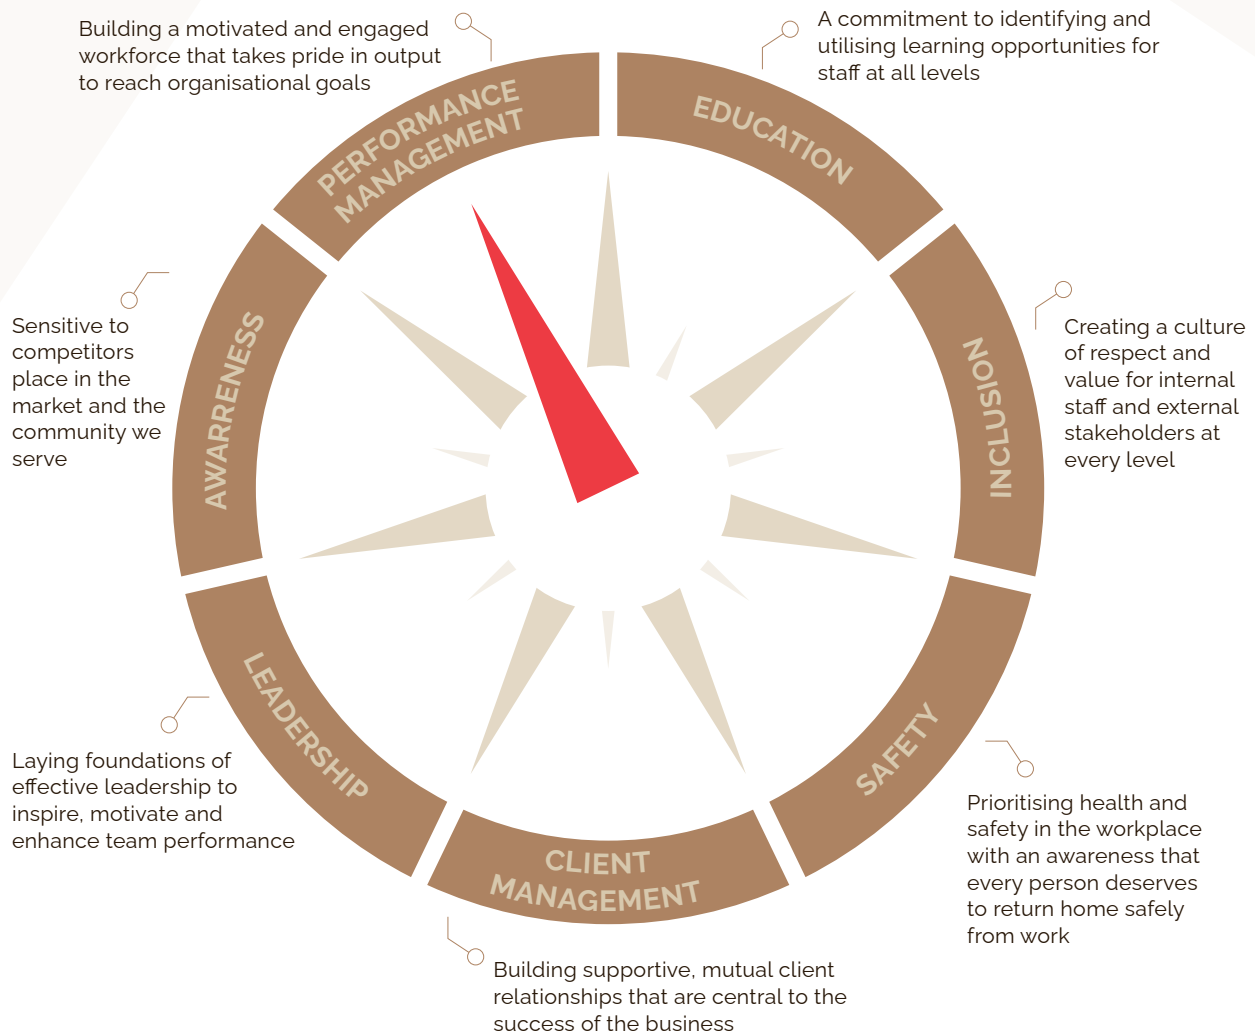 Building a motivated and engaged
workforce that takes pride in output
to reach organisational goals
A commitment to identifying and
utilising learning opportunities for
staff at all levels
PERFORMANCE
MANAGEMENT
EDUCATION
Sensitive to
competitors
place in the
market and the
community we
serve
AWARRENESS
INNCLUSION
Creating a culture
of respect and
value for internal
staff and external
stakeholders at
every level
LEADERSHIP
SAFETY
Laying foundations of
effective leadership to
inspire, motivate and
enhance team performance
Prioritising health and
safety in the workplace
with an awareness that
every person deserves
to return home safely
from work
CLIENT
MANAGEMENT
Building supportive, mutual client
relationships that are central to the
success of the business